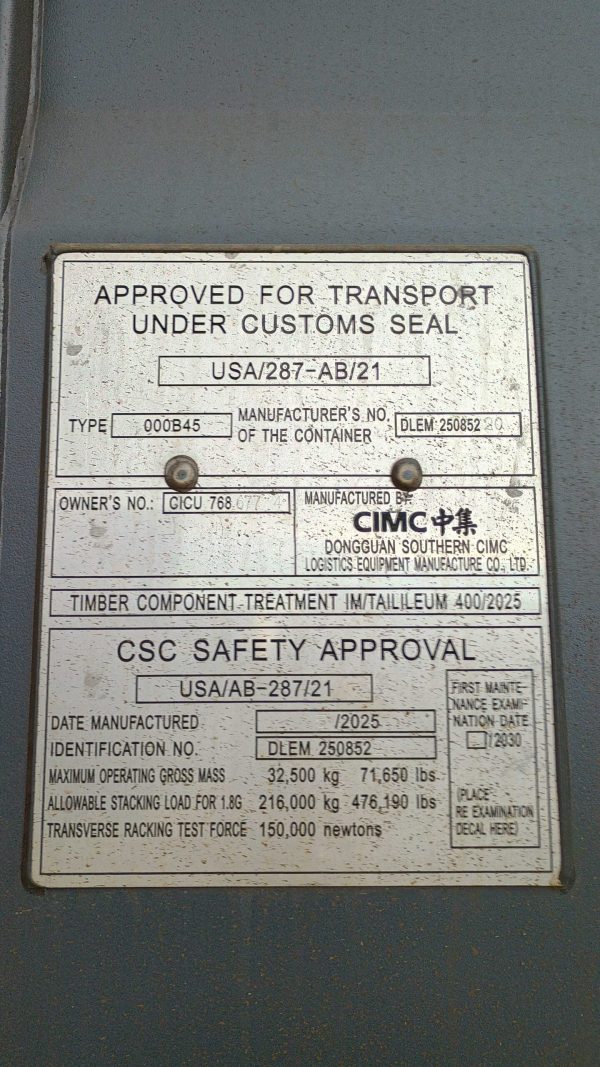 APPROVED FOR TRANSPORT
UNDER CUSTOMS SEAL
USA/287-AB/21
TYPE 000B45 MANUFACTURER'S NO. OF THE CONTAINER DLEM 250852
OWNER'S NO.: CICU 768
MANUFACTURED BY:
CIMC 中集
DONGGUAN SOUTHERN CIMC
LOGISTICS EQUIPMENT MANUFACTURE CO., LTD.
TIMBER COMPONENT TREATMENT IM/TAILILEUM 400/2025
CSC SAFETY APPROVAL
USA/AB-287/21
DATE MANUFACTURED /2025
IDENTIFICATION NO. DLEM 250852
MAXIMUM OPERATING GROSS MASS 32,500 kg 71,650 lbs
ALLOWABLE STACKING LOAD FOR 1.8G 216,000 kg 476,190 lbs
TRANSVERSE RACKING TEST FORCE 150,000 newtons
FIRST MAINTE-
NANCE EXAMI-
NATION DATE
/2030
(PLACE
RE EXAMINATION
DECAL HERE)